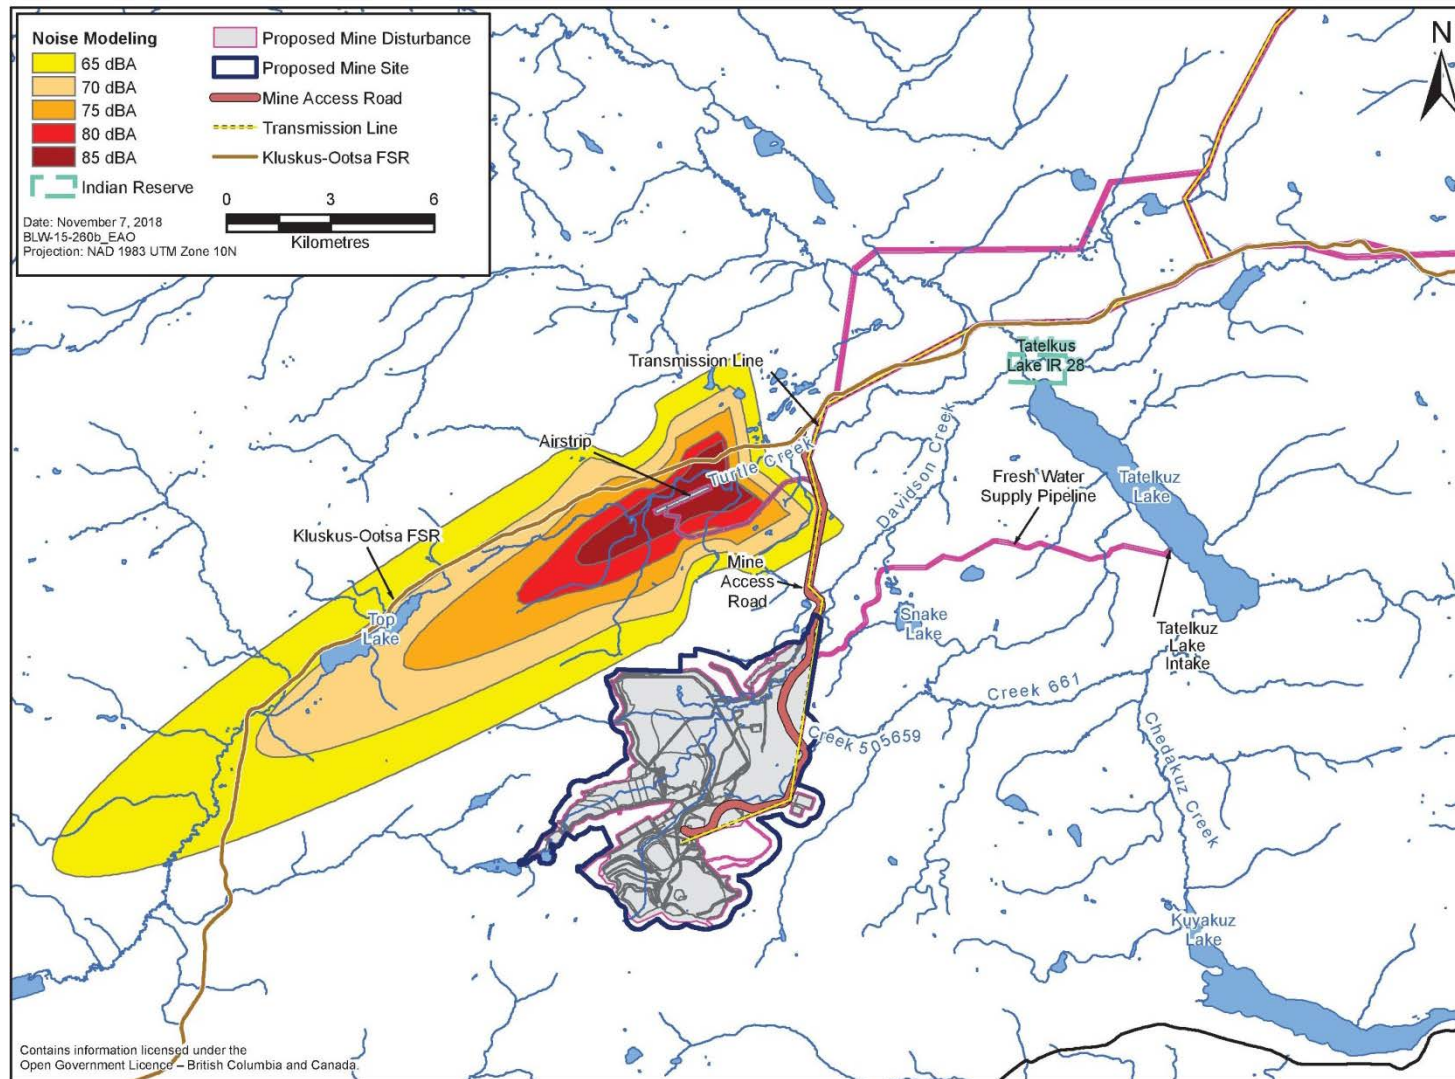 Noise Modeling
65 dBA
70 dBA
75 dBA
80 dBA
85 dBA
Indian Reserve
Proposed Mine Disturbance
Proposed Mine Site
Mine Access Road
Transmission Line
Kluskus-Ootsa FSR
0 3 6
Kilometres
Date: November 7, 2018
BLW-15-260b_EAO
Projection: NAD 1983 UTM Zone 10N
N
Tatelkus
Lake IR 28
Transmission Line
Airstrip
Turtle Creek
Davidson Creek
Fresh Water
Supply Pipeline
Tatelkuz
Lake
Kluskus-Ootsa FSR
Mine
Access
Road
Top
Lake
Snake
Lake
Tatelkuz
Lake
Intake
Creek 661
Creek 505659
Chedakuz Creek
Kuyakuz
Lake
Contains information licensed under the
Open Government Licence – British Columbia and Canada.